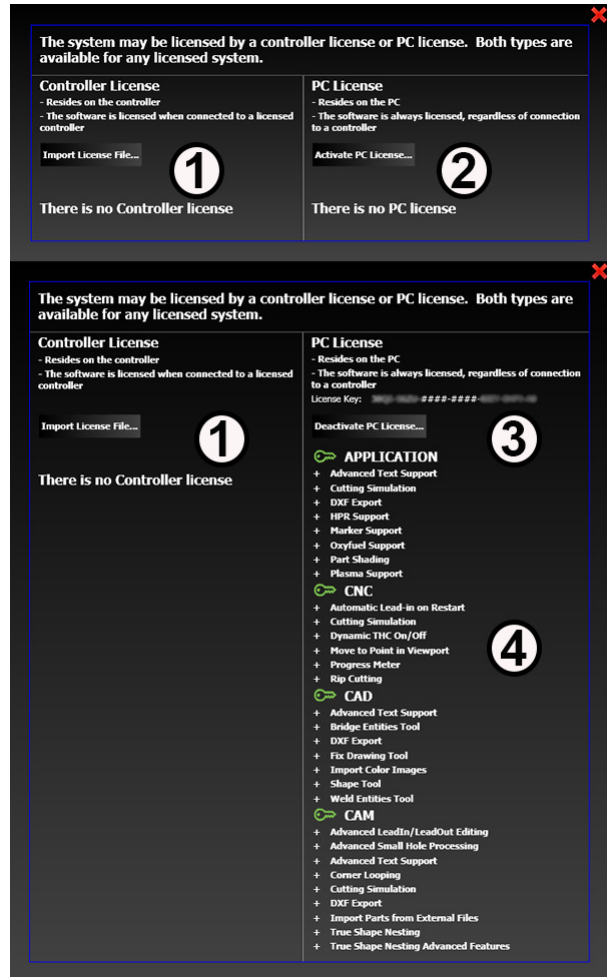 The system may be licensed by a controller license or PC license. Both types are
available for any licensed system.
Controller License
- Resides on the controller
- The software is licensed when connected to a licensed
controller
Import License File...
1
There is no Controller license
PC License
- Resides on the PC
- The software is always licensed, regardless of connection
to a controller
Activate PC License...
2
There is no PC license
The system may be licensed by a controller license or PC license. Both types are
available for any licensed system.
Controller License
- Resides on the controller
- The software is licensed when connected to a licensed
controller
Import License File...
1
There is no Controller license
PC License
- Resides on the PC
- The software is always licensed, regardless of connection
to a controller
License Key: -####-####-
Deactivate PC License...
3
APPLICATION
+ Advanced Text Support
+ Cutting Simulation
+ DXF Export
+ HPR Support
+ Marker Support
+ Oxyfuel Support
+ Part Shading
+ Plasma Support
CNC
+ Automatic Lead-in on Restart
+ Cutting Simulation
+ Dynamic THC On/Off
+ Move to Point in Viewport
+ Progress Meter
+ Rip Cutting
4
CAD
+ Advanced Text Support
+ Bridge Entities Tool
+ DXF Export
+ Fix Drawing Tool
+ Import Color Images
+ Shape Tool
+ Weld Entities Tool
CAM
+ Advanced LeadIn/LeadOut Editing
+ Advanced Small Hole Processing
+ Advanced Text Support
+ Corner Looping
+ Cutting Simulation
+ DXF Export
+ Import Parts from External Files
+ True Shape Nesting
+ True Shape Nesting Advanced Features